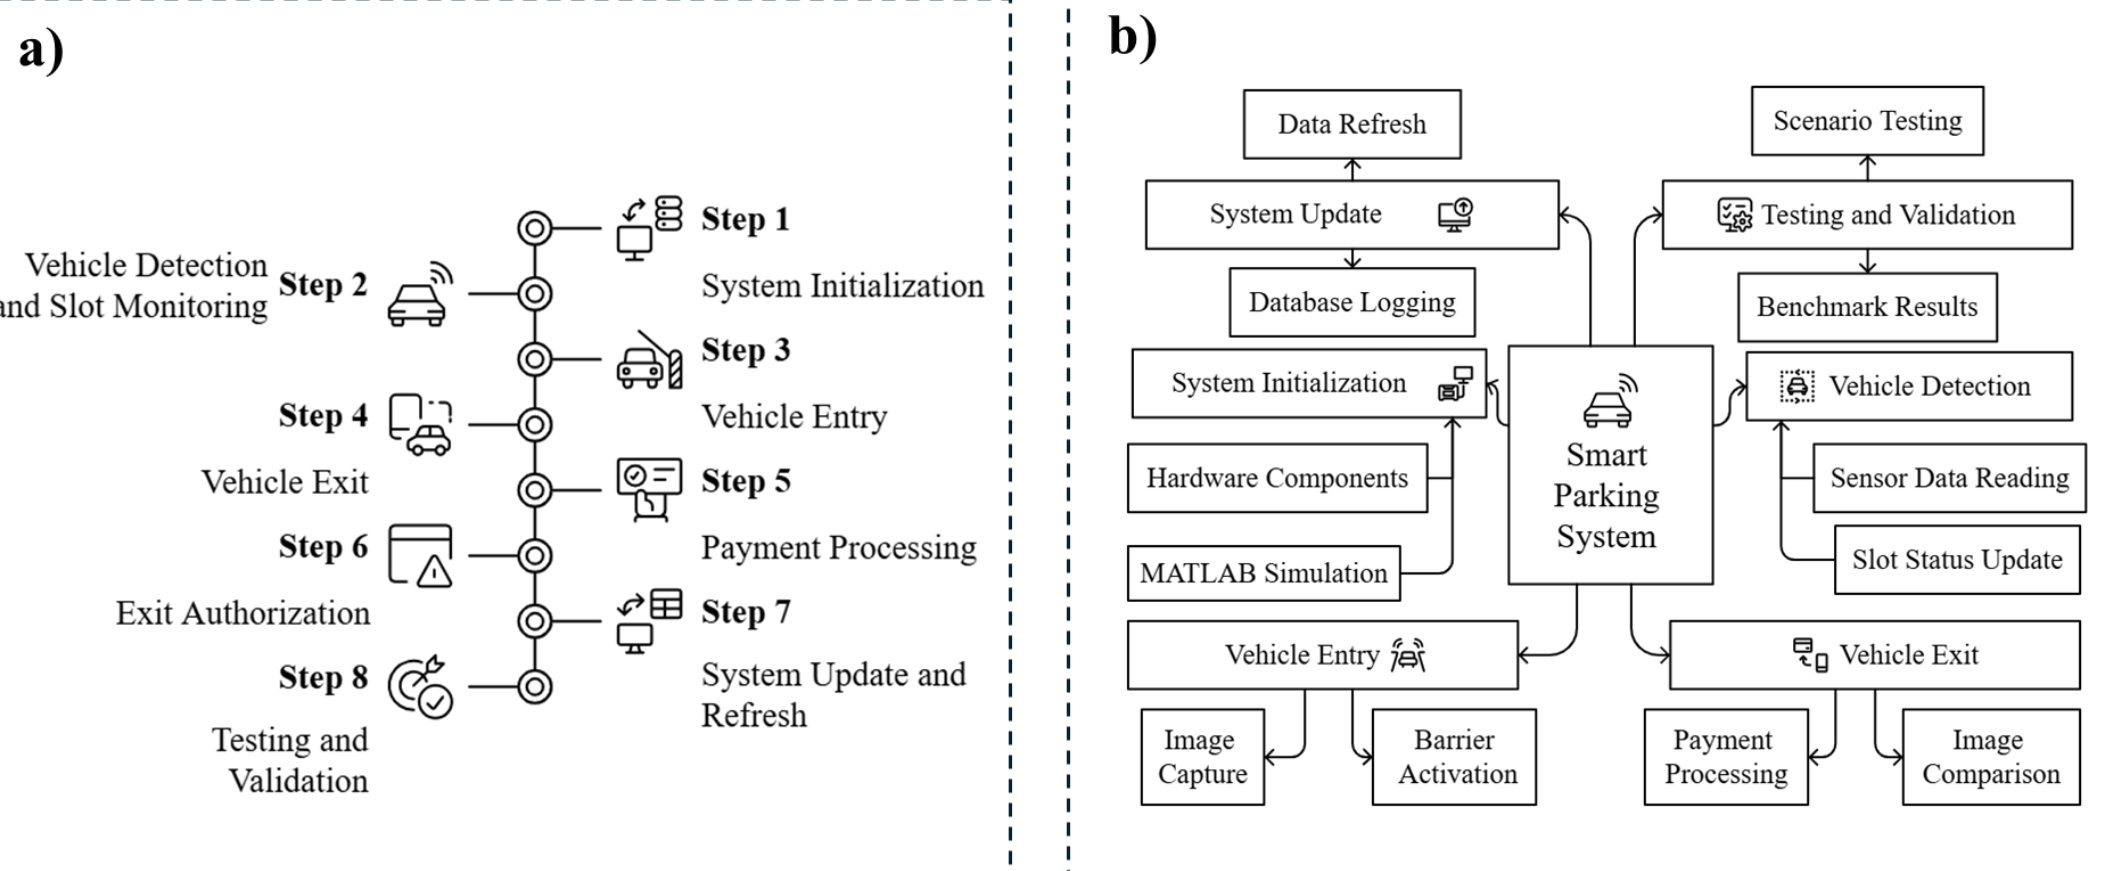 a)
Step 1
System Initialization
Vehicle Detection
and Slot Monitoring
Step 2
Step 3
Vehicle Entry
Step 4
Vehicle Exit
Step 5
Payment Processing
Step 6
Exit Authorization
Step 7
System Update and
Refresh
Step 8
Testing and
Validation
b)
Data Refresh
System Update
Database Logging
Scenario Testing
Testing and Validation
Benchmark Results
System Initialization
Hardware Components
MATLAB Simulation
Smart
Parking
System
Vehicle Detection
Sensor Data Reading
Slot Status Update
Vehicle Entry
Image
Capture
Barrier
Activation
Vehicle Exit
Payment
Processing
Image
Comparison